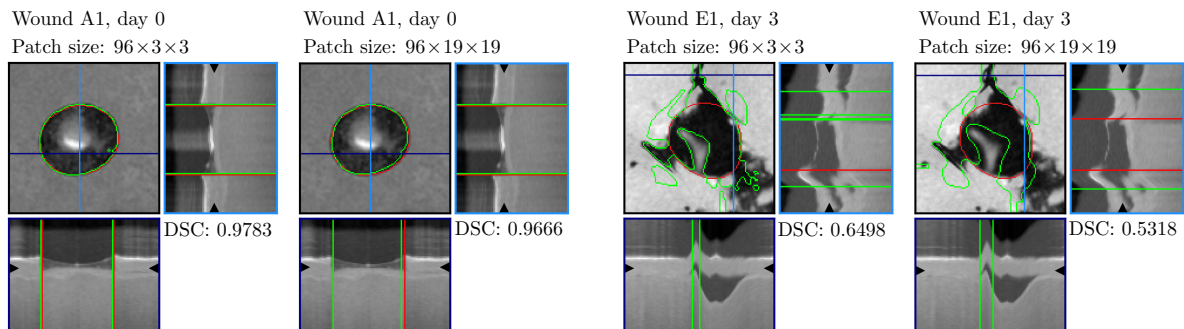 Wound A1, day 0
Patch size: 96×3×3
DSC: 0.9783
Wound A1, day 0
Patch size: 96×19×19
DSC: 0.9666
Wound E1, day 3
Patch size: 96×3×3
DSC: 0.6498
Wound E1, day 3
Patch size: 96×19×19
DSC: 0.5318